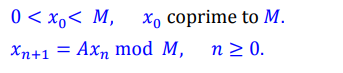 0 < x₀ < M, x₀ coprime to M.
xₙ₊₁ = Axₙ mod M, n ≥ 0.